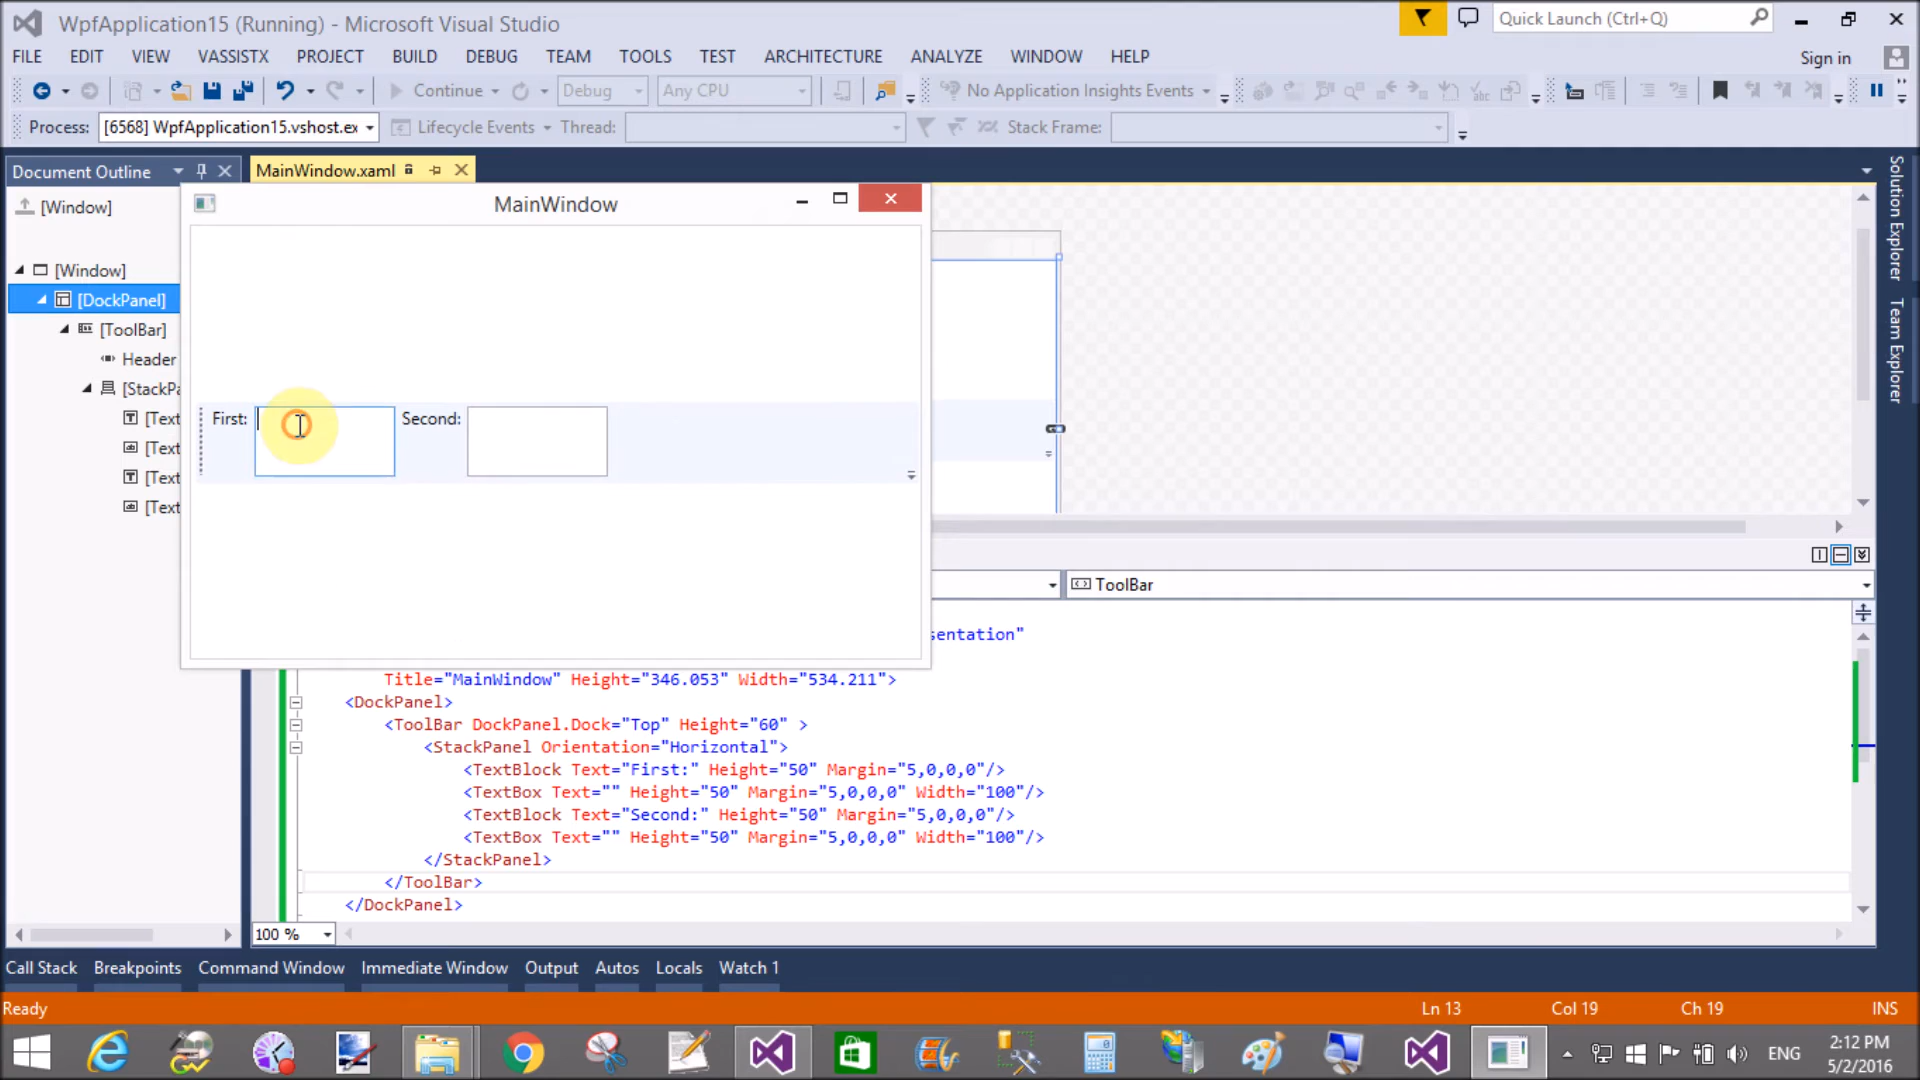 WpfApplication15 (Running) - Microsoft Visual Studio
Quick Launch (Ctrl+Q)
FILE EDIT VIEW VASSISTX PROJECT BUILD DEBUG TEAM TOOLS TEST ARCHITECTURE ANALYZE WINDOW HELP
Sign in
Continue Debug Any CPU No Application Insights Events
Process: [6568] WpfApplication15.vshost.ex Lifecycle Events Thread: Stack Frame:
Document Outline
MainWindow.xaml
[Window]
MainWindow
[Window]
[DockPanel]
[ToolBar]
Header
[StackPa
[Text
[Text
[Text
[Text
First:
Second:
Solution Explorer
Team Explorer
ToolBar
sentation"
Title="MainWindow" Height="346.053" Width="534.211">
<DockPanel>
<ToolBar DockPanel.Dock="Top" Height="60" >
<StackPanel Orientation="Horizontal">
<TextBlock Text="First:" Height="50" Margin="5,0,0,0"/>
<TextBox Text="" Height="50" Margin="5,0,0,0" Width="100"/>
<TextBlock Text="Second:" Height="50" Margin="5,0,0,0"/>
<TextBox Text="" Height="50" Margin="5,0,0,0" Width="100"/>
</StackPanel>
</ToolBar>
</DockPanel>
100 %
Call Stack Breakpoints Command Window Immediate Window Output Autos Locals Watch 1
Ready
Ln 13 Col 19 Ch 19 INS
ENG
2:12 PM
5/2/2016